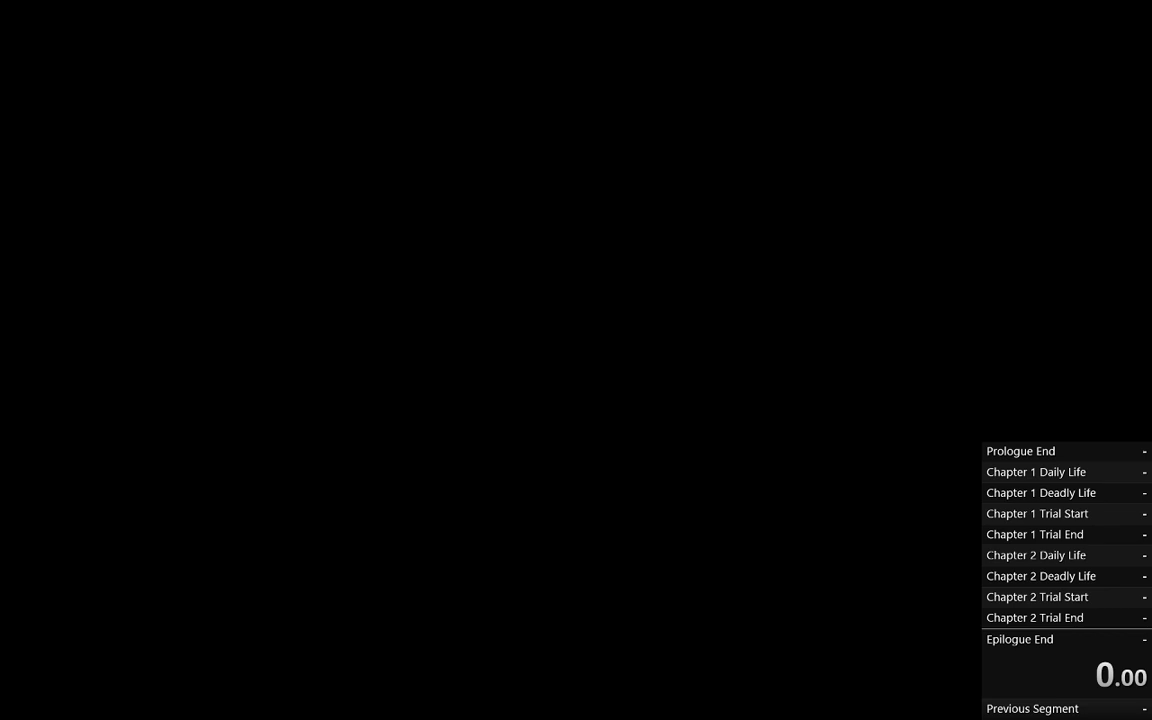 Prologue End -
Chapter 1 Daily Life -
Chapter 1 Deadly Life -
Chapter 1 Trial Start -
Chapter 1 Trial End -
Chapter 2 Daily Life -
Chapter 2 Deadly Life -
Chapter 2 Trial Start -
Chapter 2 Trial End -
Epilogue End -
0.00
Previous Segment -